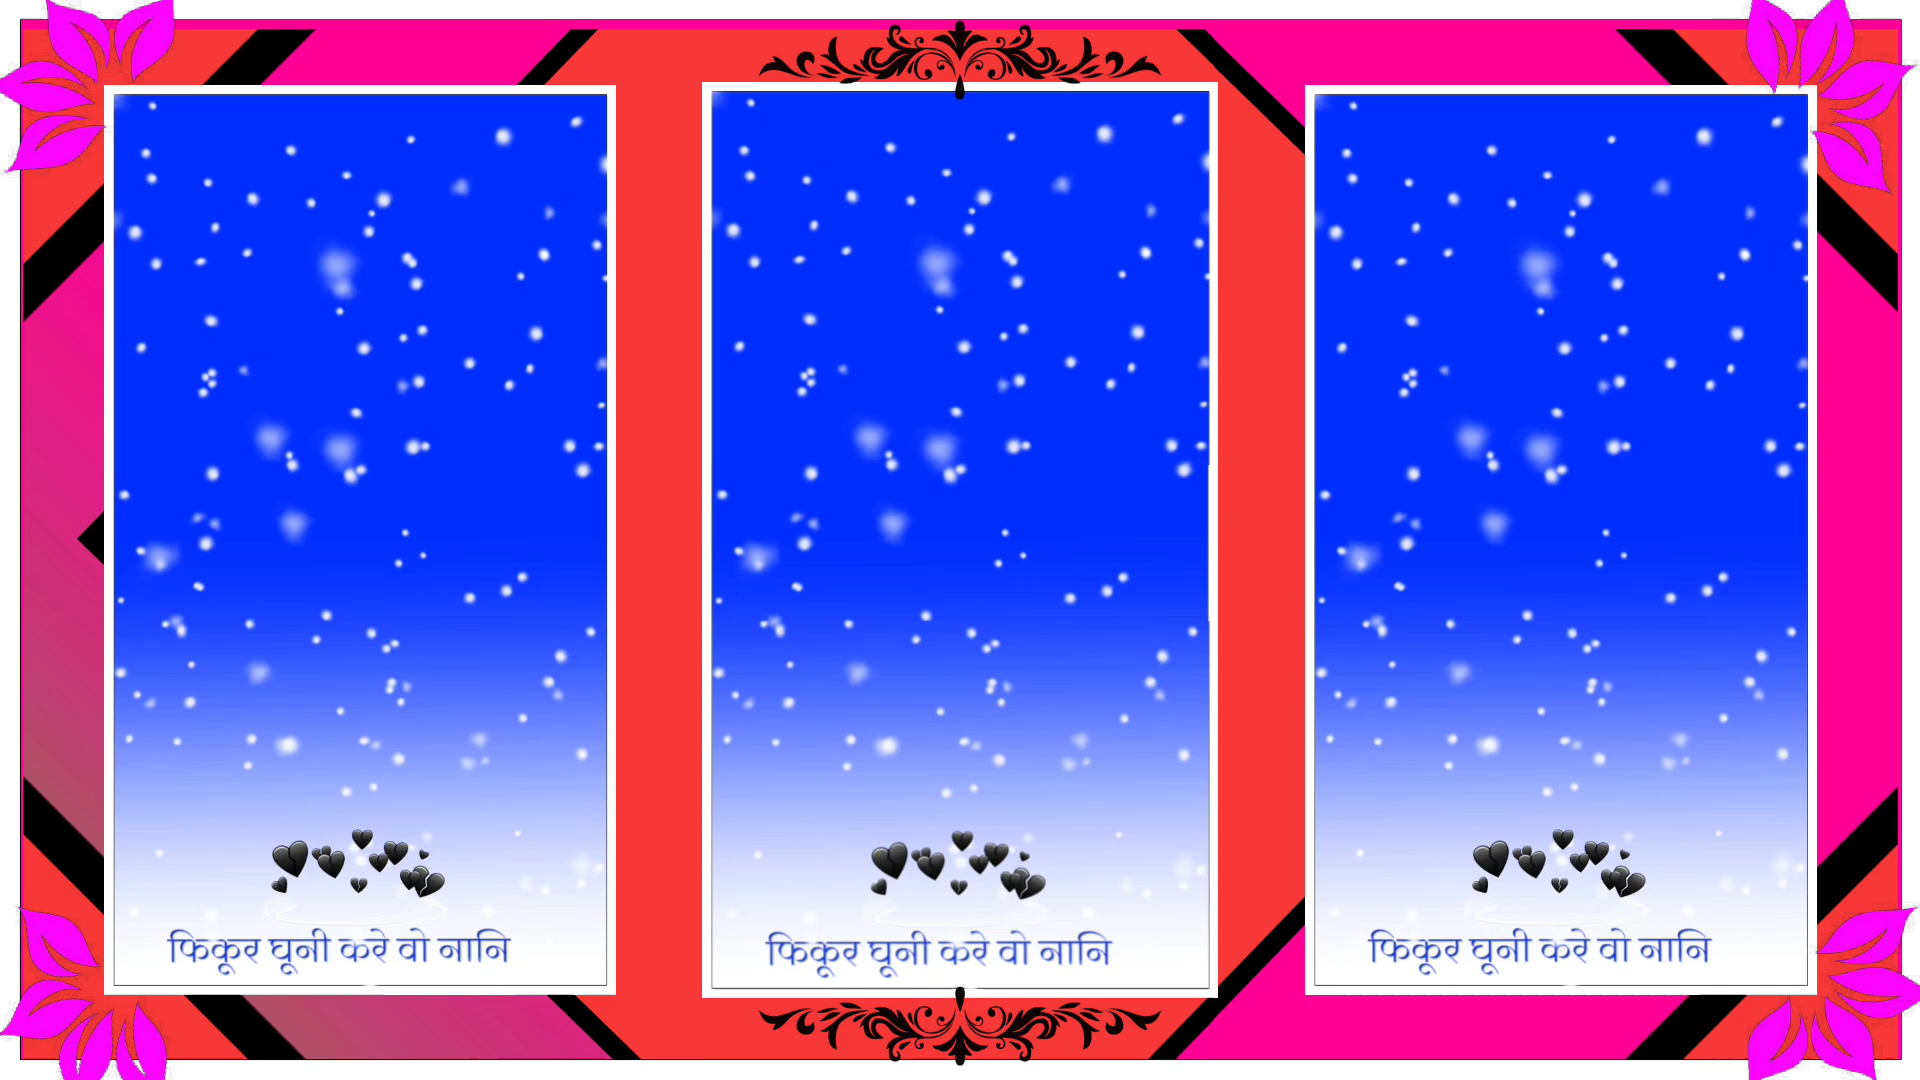 फिकूर घूनी करे वो नानि
फिकूर घूनी करे वो नानि
फिकूर घूनी करे वो नानि